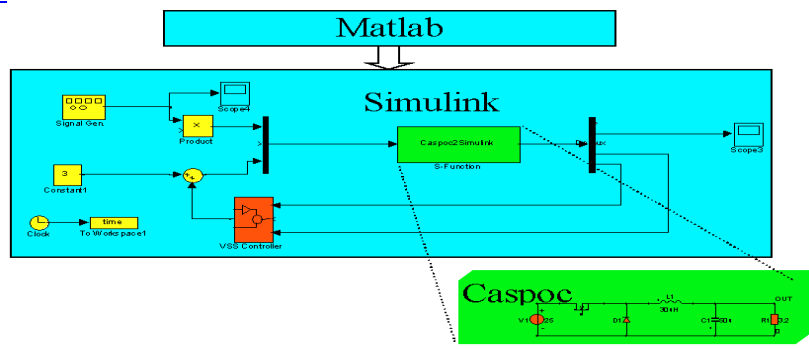 Matlab
Simulink
Signal Gen.
Scope4
x
Product
Caspoc2Simulink
S-Function
Scope3
3
Constant1
Clock
time
To Workspace1
VSS Controller
Caspoc
L1
OUT
V1
D1
C1
R1